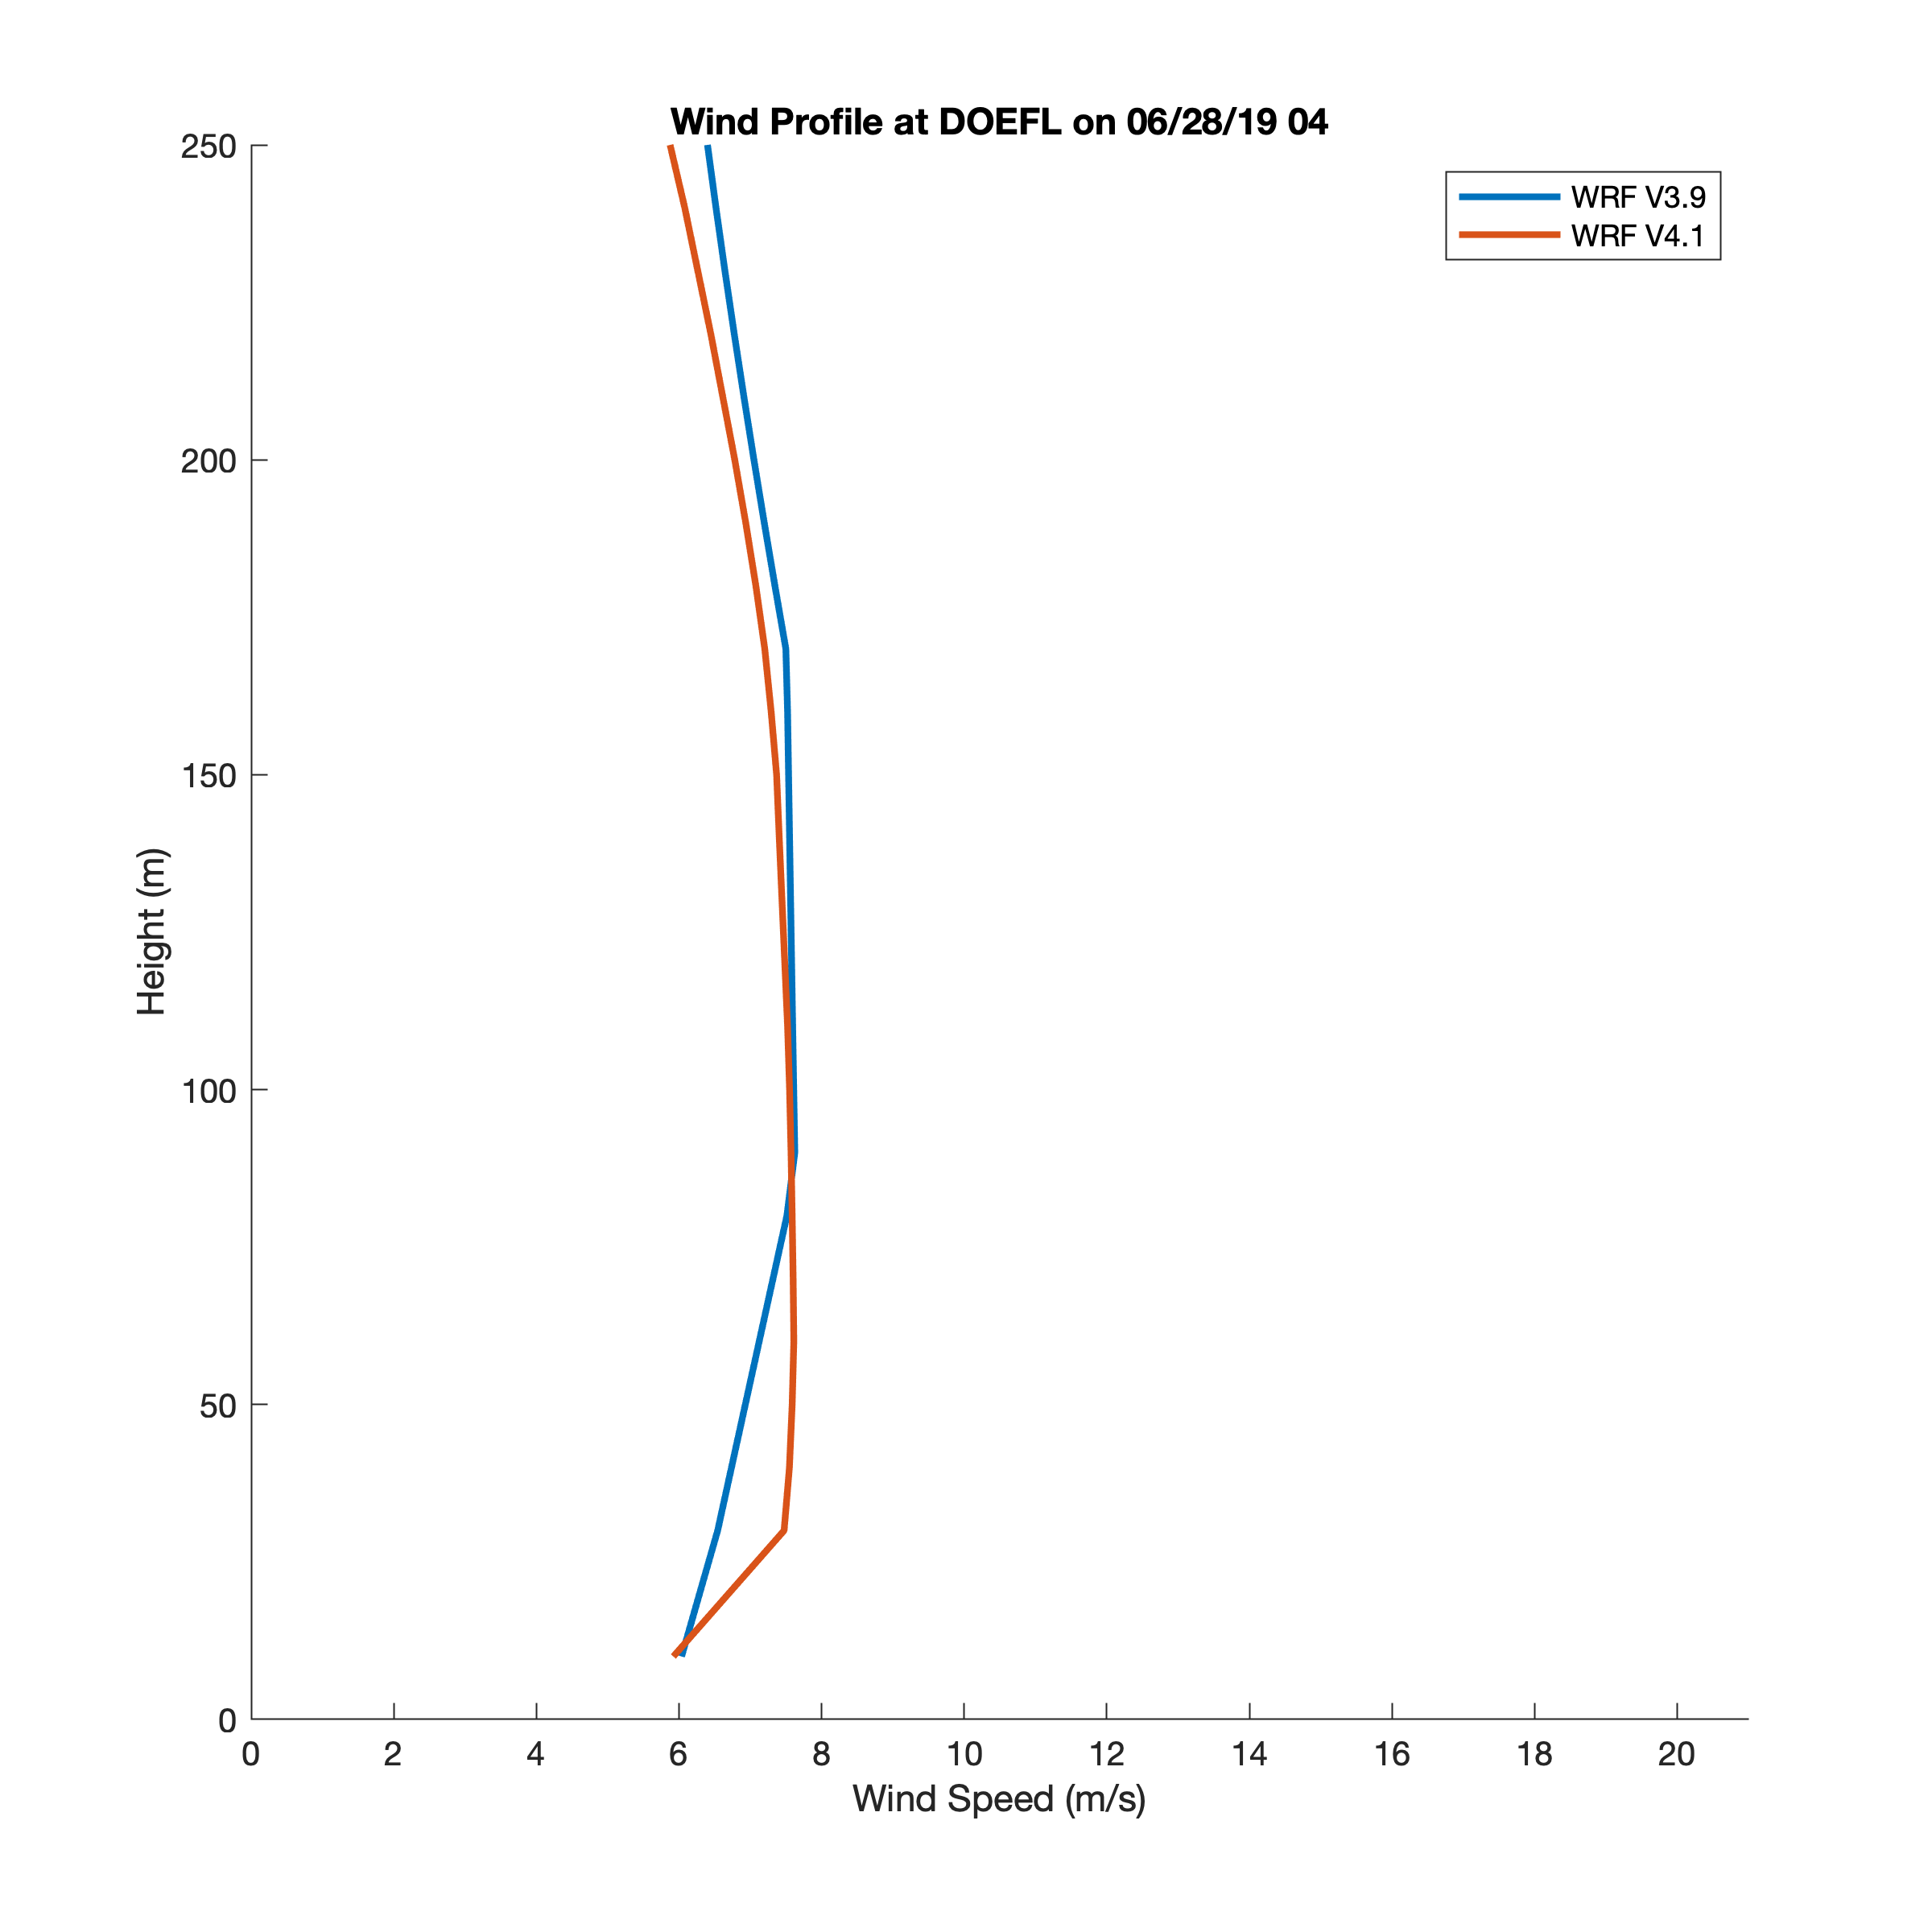 Wind Profile at DOEFL on 06/28/19 04
WRF V3.9
WRF V4.1
250
200
150
100
50
0
Height (m)
0 2 4 6 8 10 12 14 16 18 20
Wind Speed (m/s)